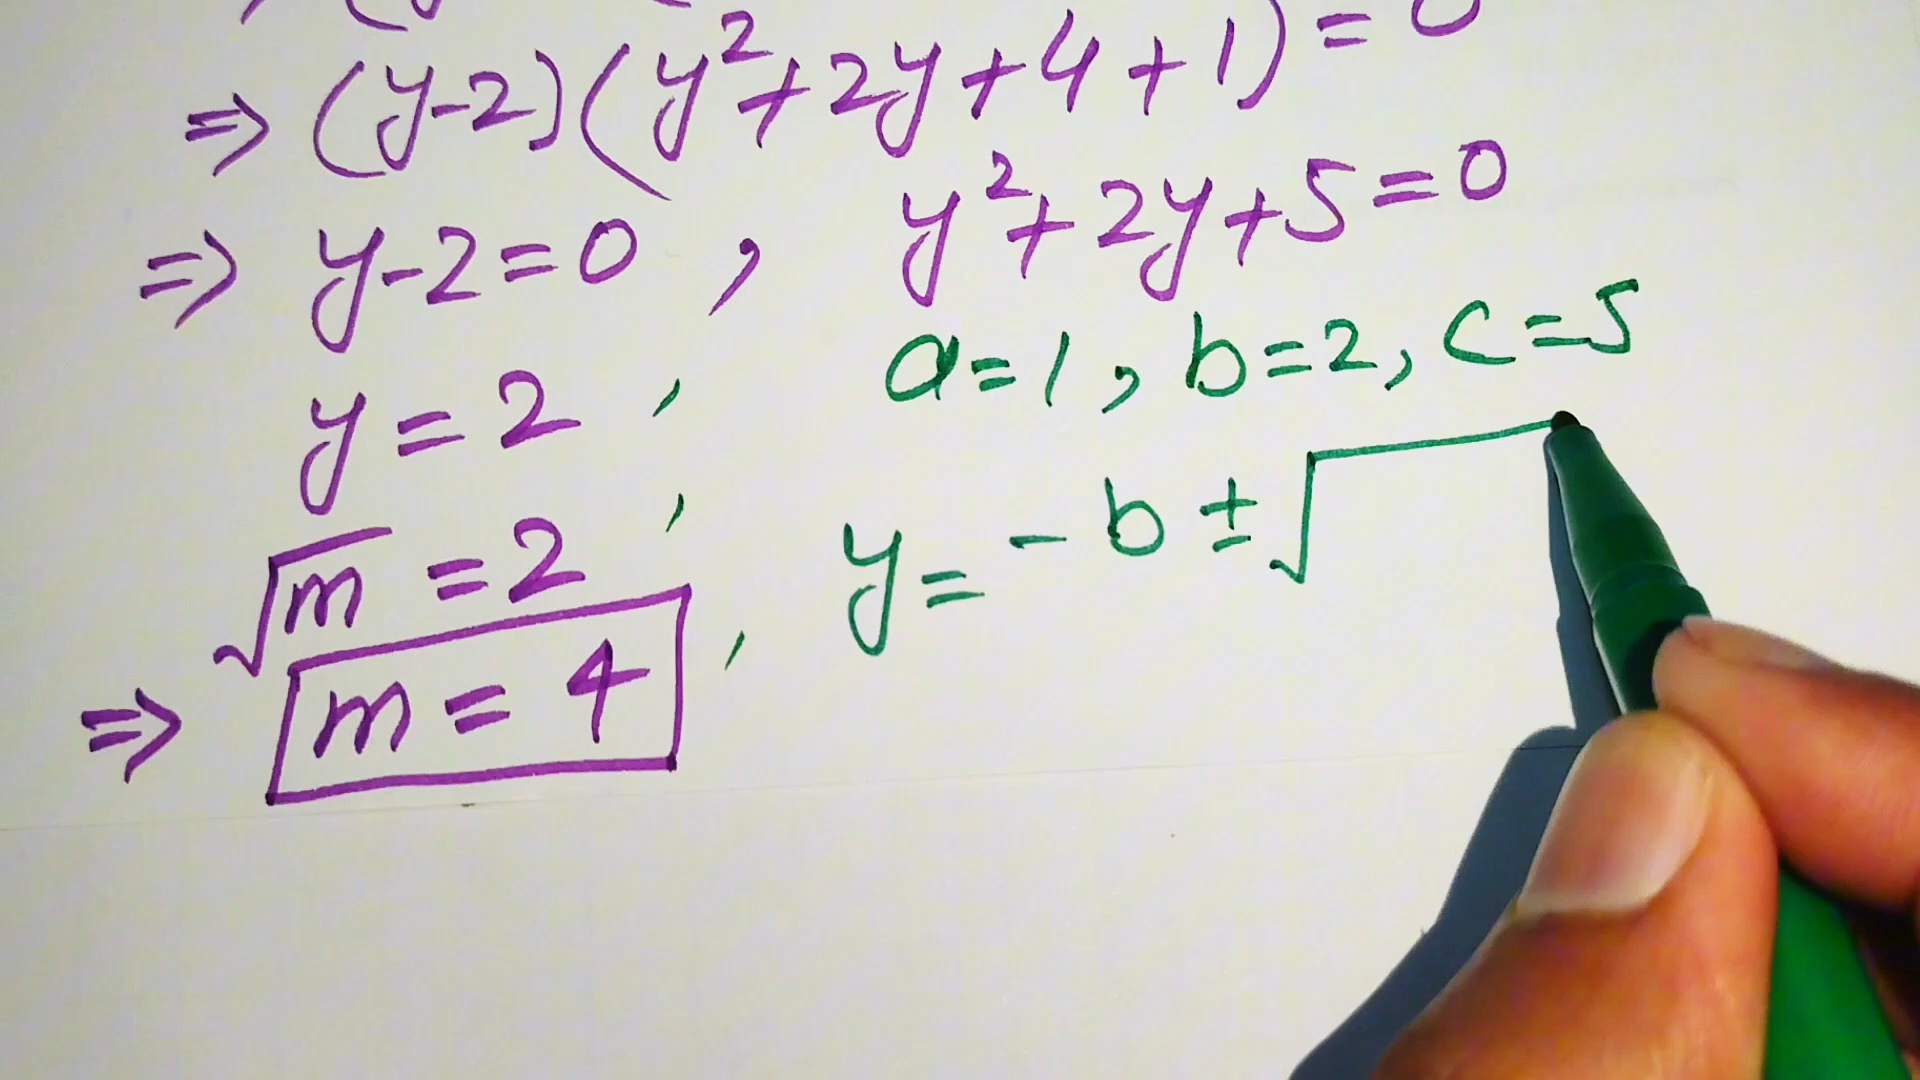 ⇒ (y-2)(y²+2y+4+1) = 0
⇒ y-2=0 , y²+2y+5=0
a=1, b=2, c=5
y = 2 ,
√m = 2 , y = -b ± √
⇒ m = 4 ,